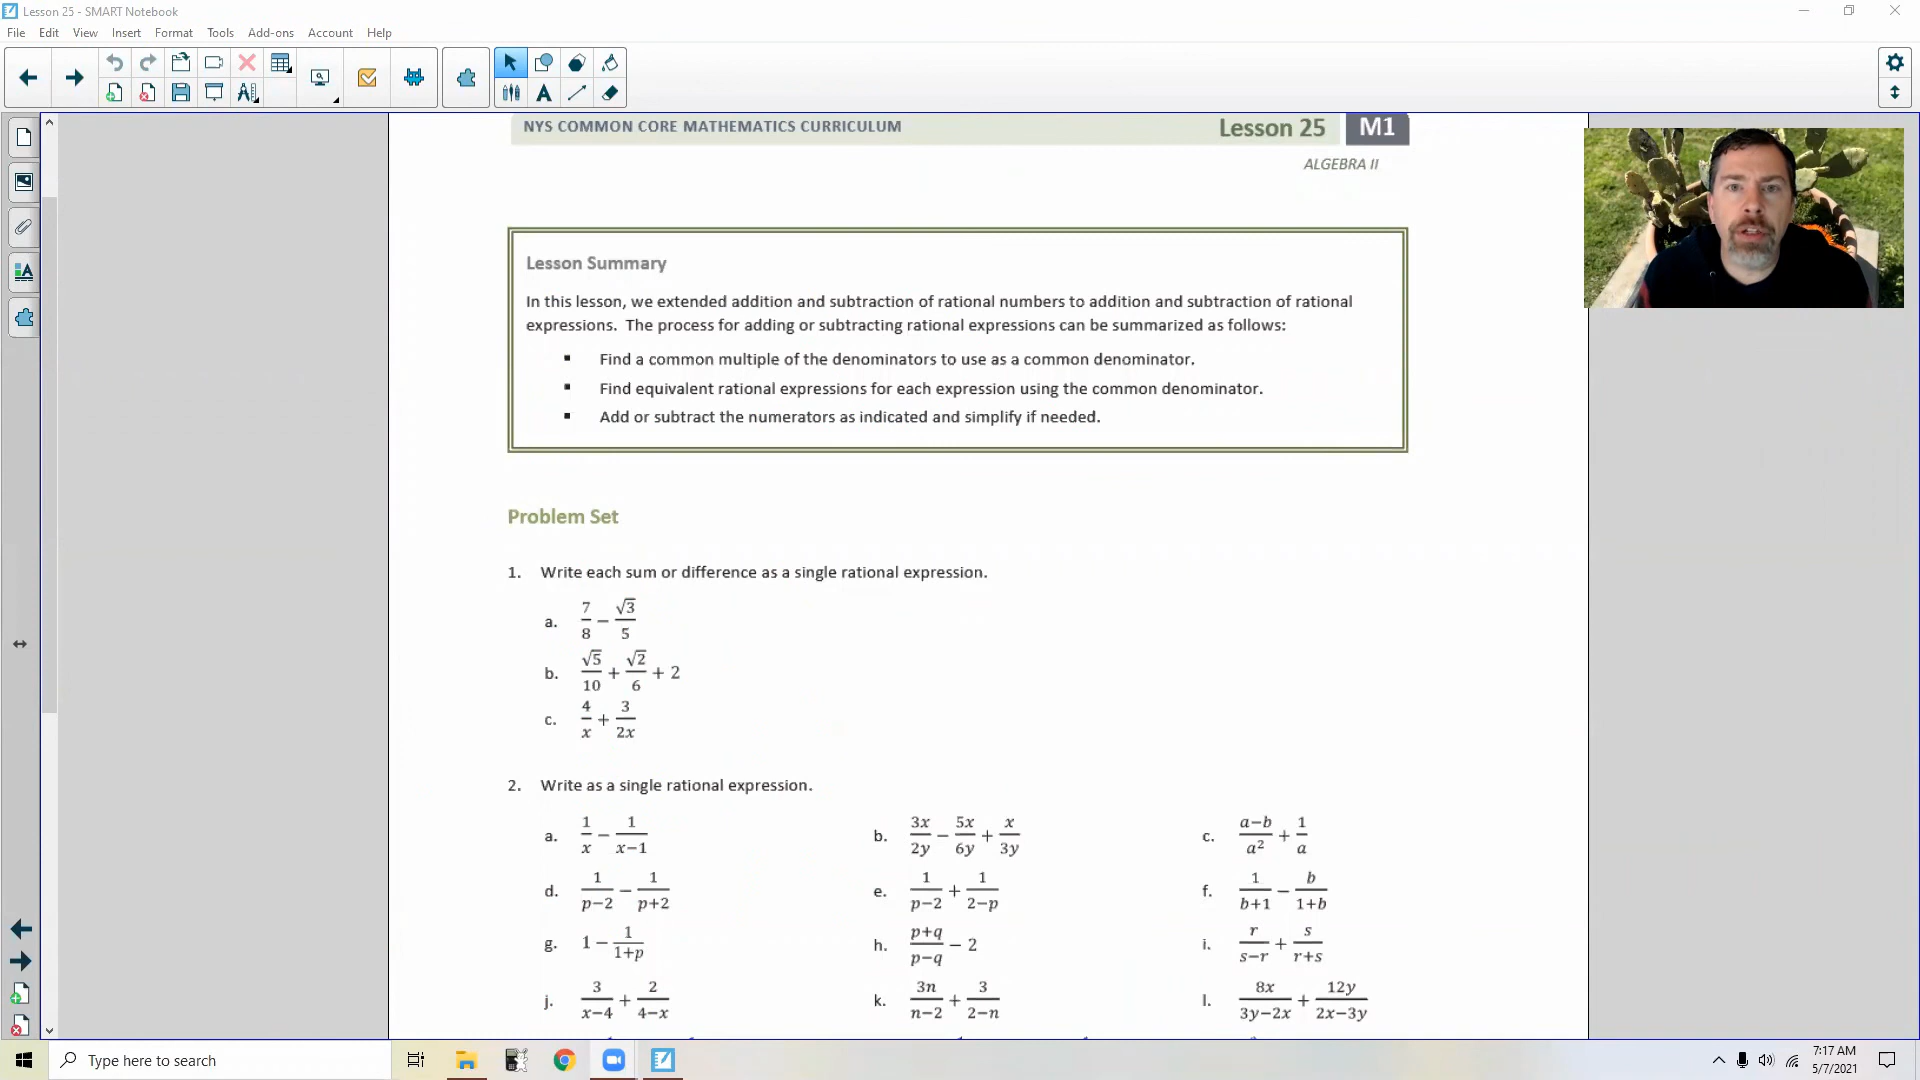 Lesson 25 - SMART Notebook
File Edit View Insert Format Tools Add-ons Account Help
NYS COMMON CORE MATHEMATICS CURRICULUM Lesson 25 M1
ALGEBRA II
Lesson Summary
In this lesson, we extended addition and subtraction of rational numbers to addition and subtraction of rational
expressions. The process for adding or subtracting rational expressions can be summarized as follows:
▪ Find a common multiple of the denominators to use as a common denominator.
▪ Find equivalent rational expressions for each expression using the common denominator.
▪ Add or subtract the numerators as indicated and simplify if needed.
Problem Set
1. Write each sum or difference as a single rational expression.
a. 7/8 − √3/5
b. √5/10 + √2/6 + 2
c. 4/x + 3/2x
2. Write as a single rational expression.
a. 1/x − 1/(x−1) b. 3x/2y − 5x/6y + x/3y c. (a−b)/a² + 1/a
d. 1/(p−2) − 1/(p+2) e. 1/(p−2) + 1/(2−p) f. 1/(b+1) − b/(1+b)
g. 1 − 1/(1+p) h. (p+q)/(p−q) − 2 i. r/(s−r) + s/(r+s)
j. 3/(x−4) + 2/(4−x) k. 3n/(n−2) + 3/(2−n) l. 8x/(3y−2x) + 12y/(2x−3y)
Type here to search
7:17 AM
5/7/2021